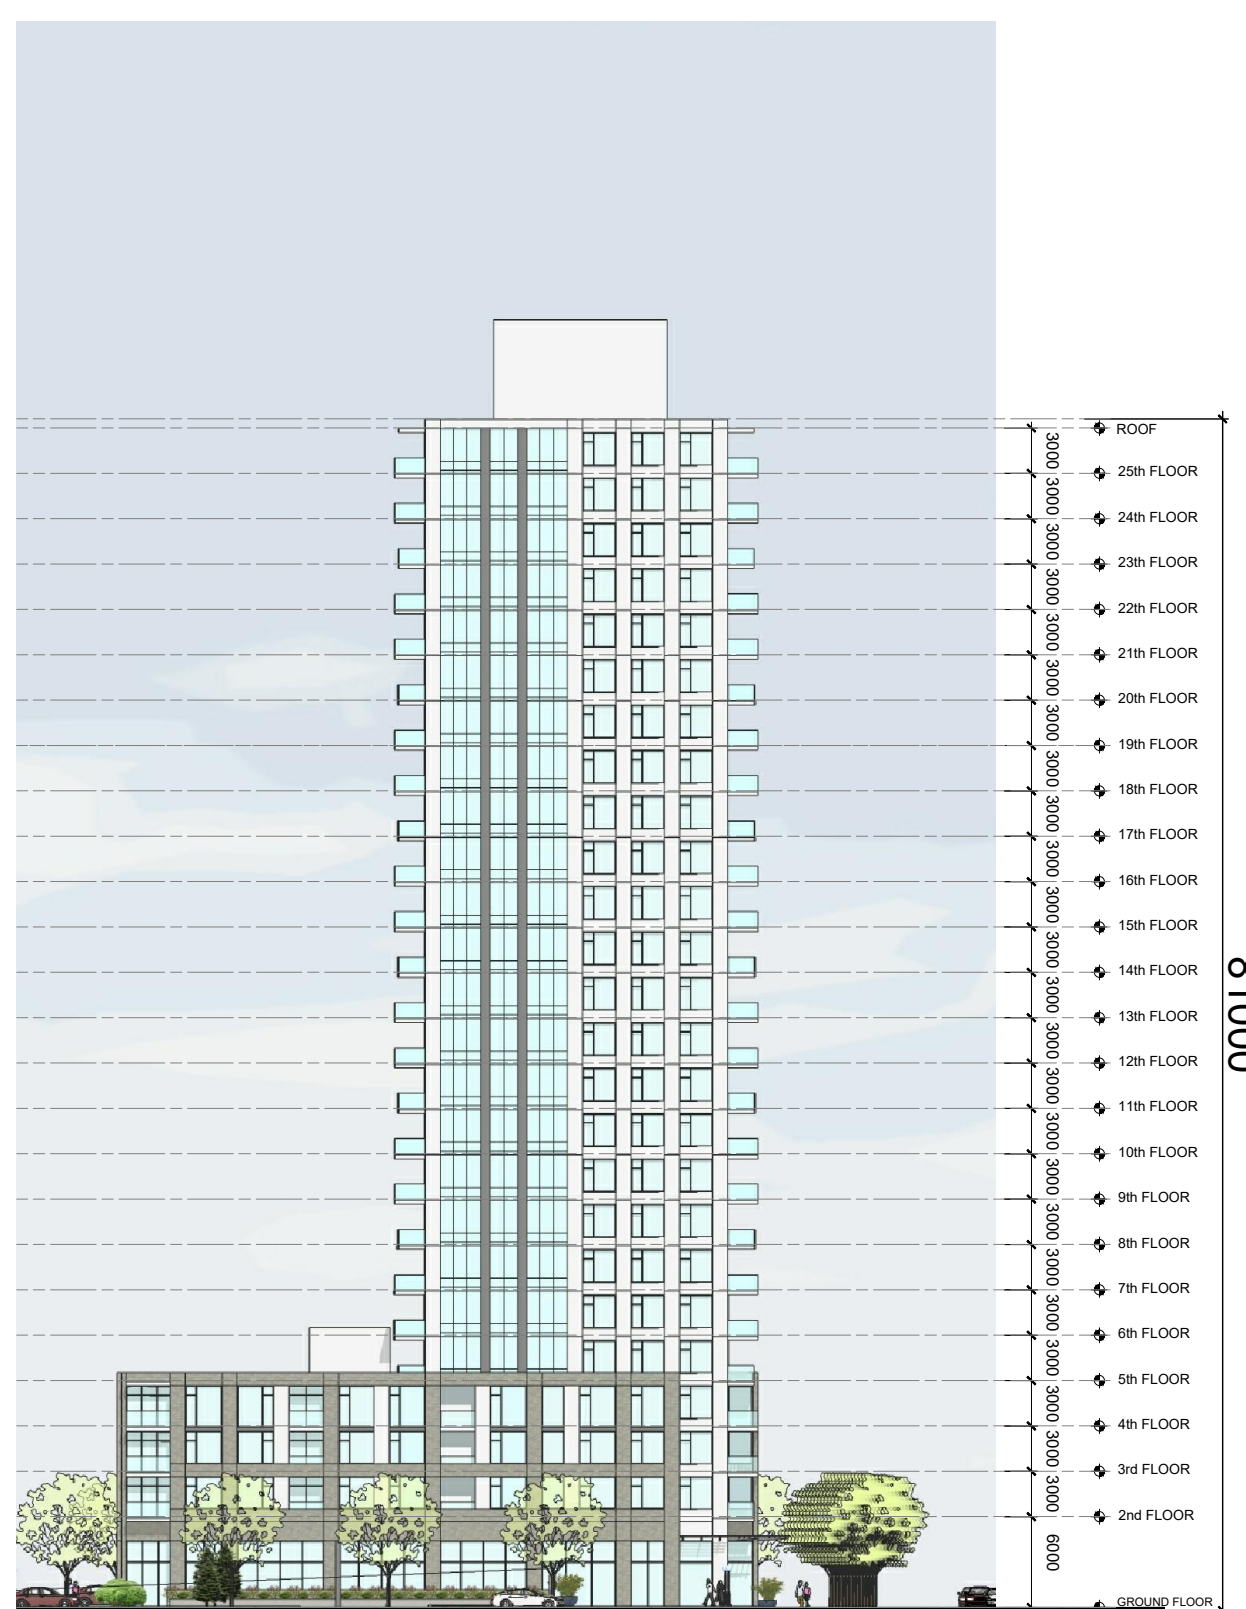 ROOF
3000
25th FLOOR
3000
24th FLOOR
3000
23th FLOOR
3000
22th FLOOR
3000
21th FLOOR
3000
20th FLOOR
3000
19th FLOOR
3000
18th FLOOR
3000
17th FLOOR
3000
16th FLOOR
3000
15th FLOOR
3000
14th FLOOR
3000
13th FLOOR
3000
12th FLOOR
3000
11th FLOOR
3000
10th FLOOR
3000
9th FLOOR
3000
8th FLOOR
3000
7th FLOOR
3000
6th FLOOR
3000
5th FLOOR
3000
4th FLOOR
3000
3rd FLOOR
3000
2nd FLOOR
6000
GROUND FLOOR
81000